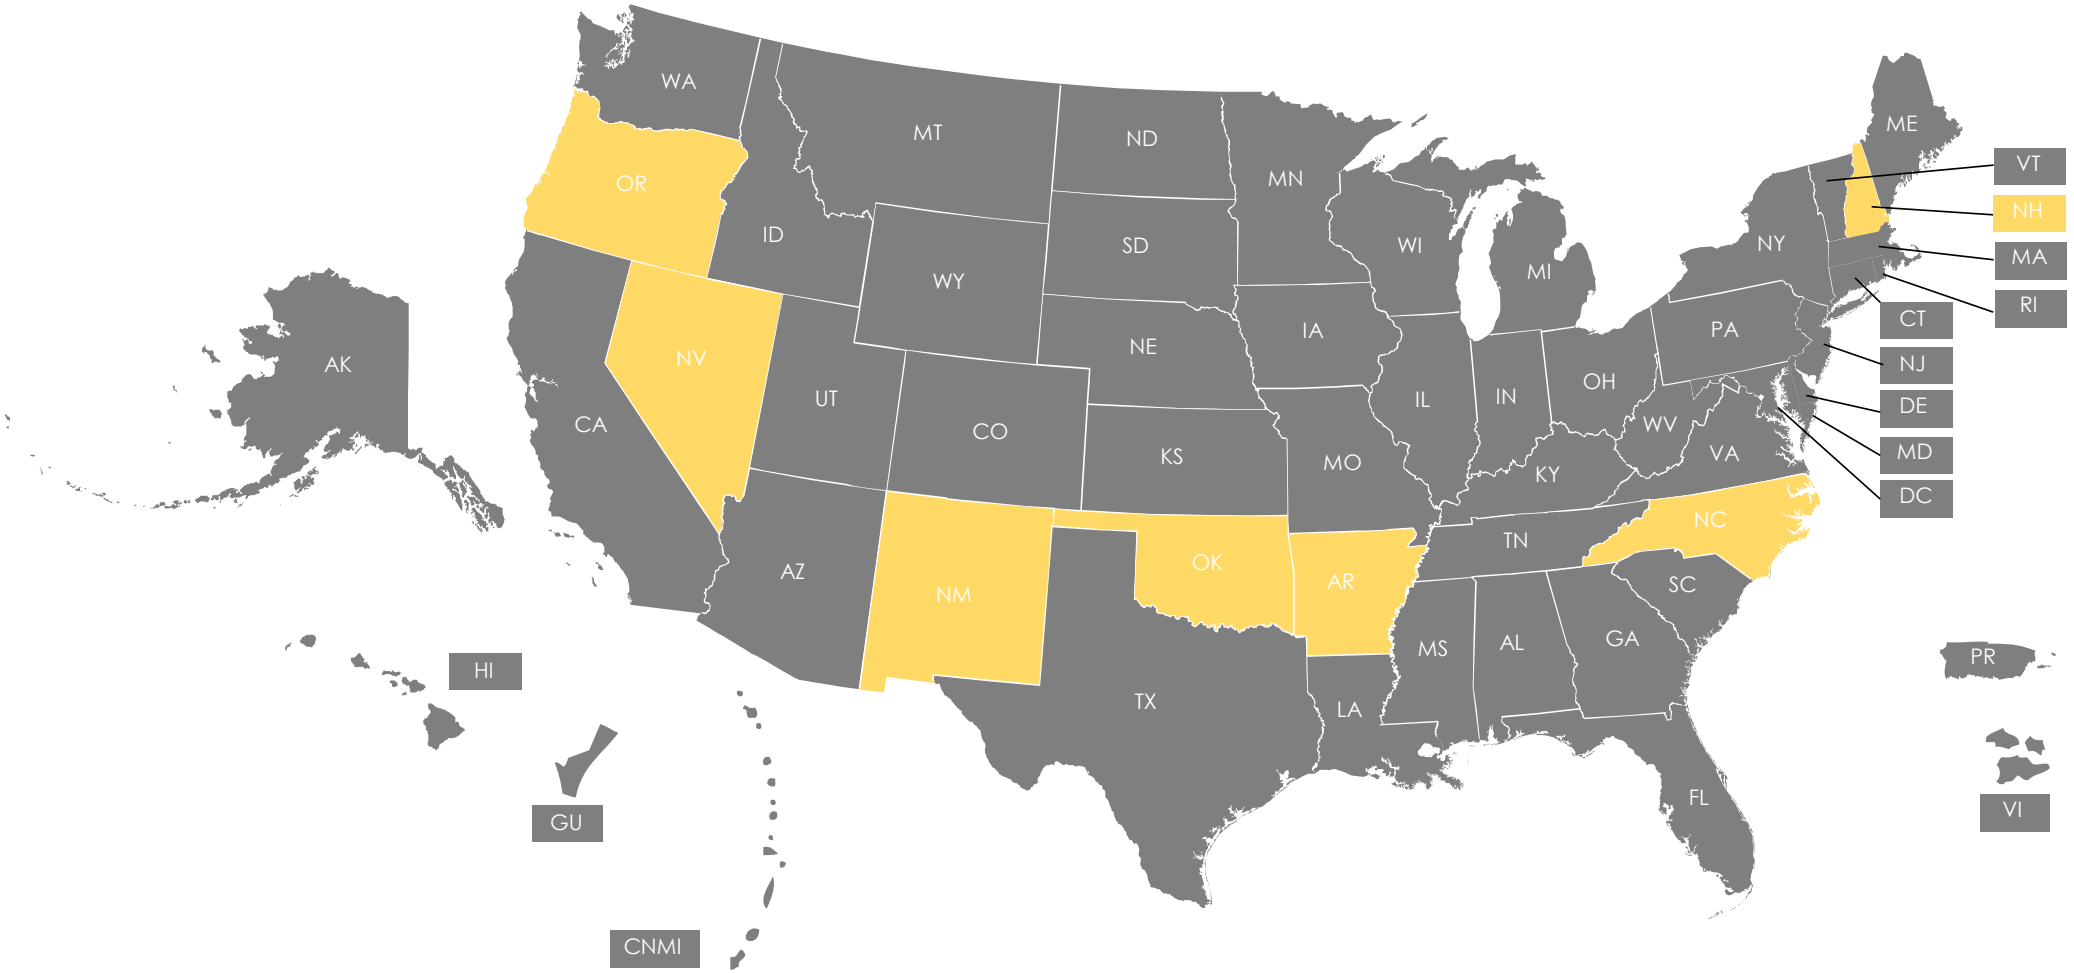 WA
ME
MT
ND
VT
MN
OR
NH
ID
SD
WI
NY
MA
MI
WY
RI
CT
IA
PA
NE
NV
AK
NJ
OH
UT
IL
IN
DE
CA
CO
WV
MD
KS
MO
VA
KY
DC
NC
TN
OK
AZ
AR
NM
SC
GA
MS
AL
PR
HI
TX
LA
FL
VI
GU
CNMI